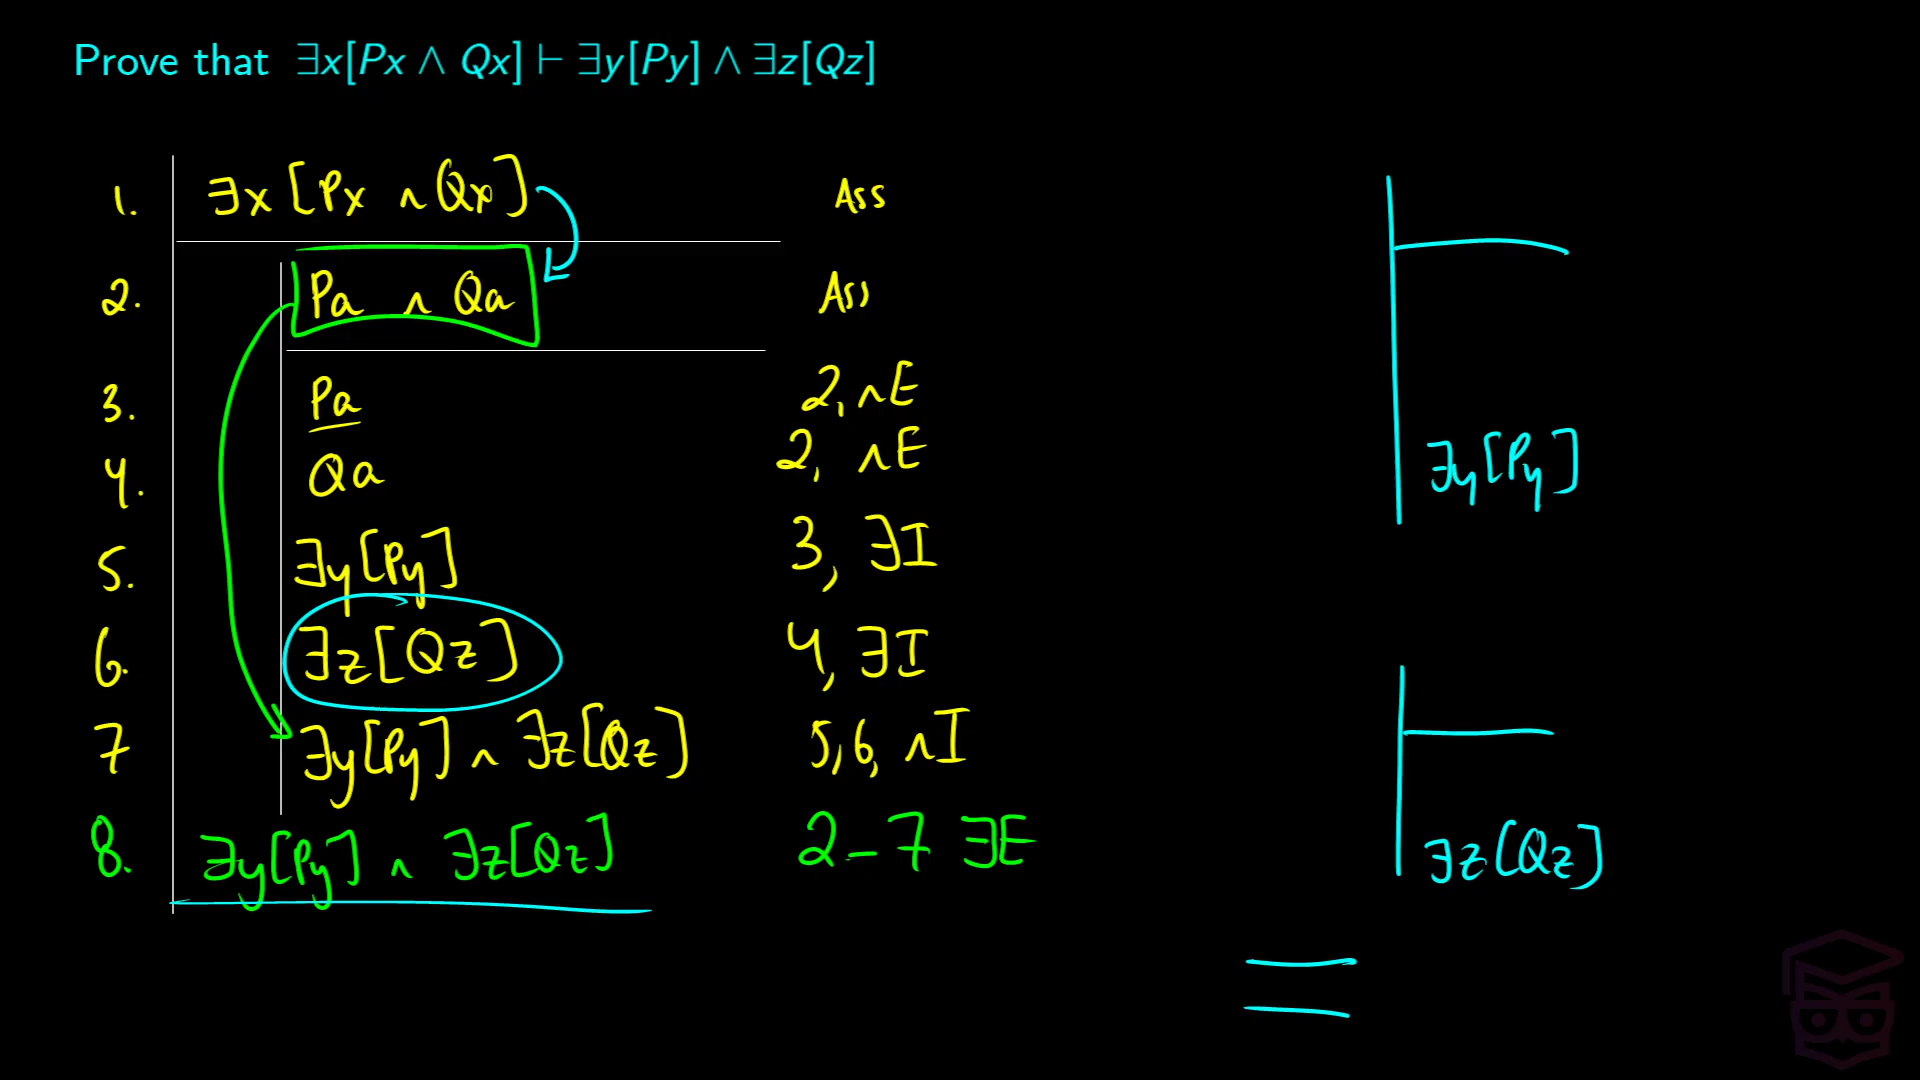 Prove that ∃x[Px ∧ Qx] ⊢ ∃y[Py] ∧ ∃z[Qz]
1. ∃x[Px ∧ Qx] Ass
2. Pa ∧ Qa Ass
3. Pa 2, ∧E
4. Qa 2, ∧E
5. ∃y[Py] 3, ∃I
6. ∃z[Qz] 4, ∃I
7 ∃y[Py] ∧ ∃z[Qz] 5,6, ∧I
8. ∃y[Py] ∧ ∃z[Qz] 2-7 ∃E
∃y[Py]
∃z[Qz]